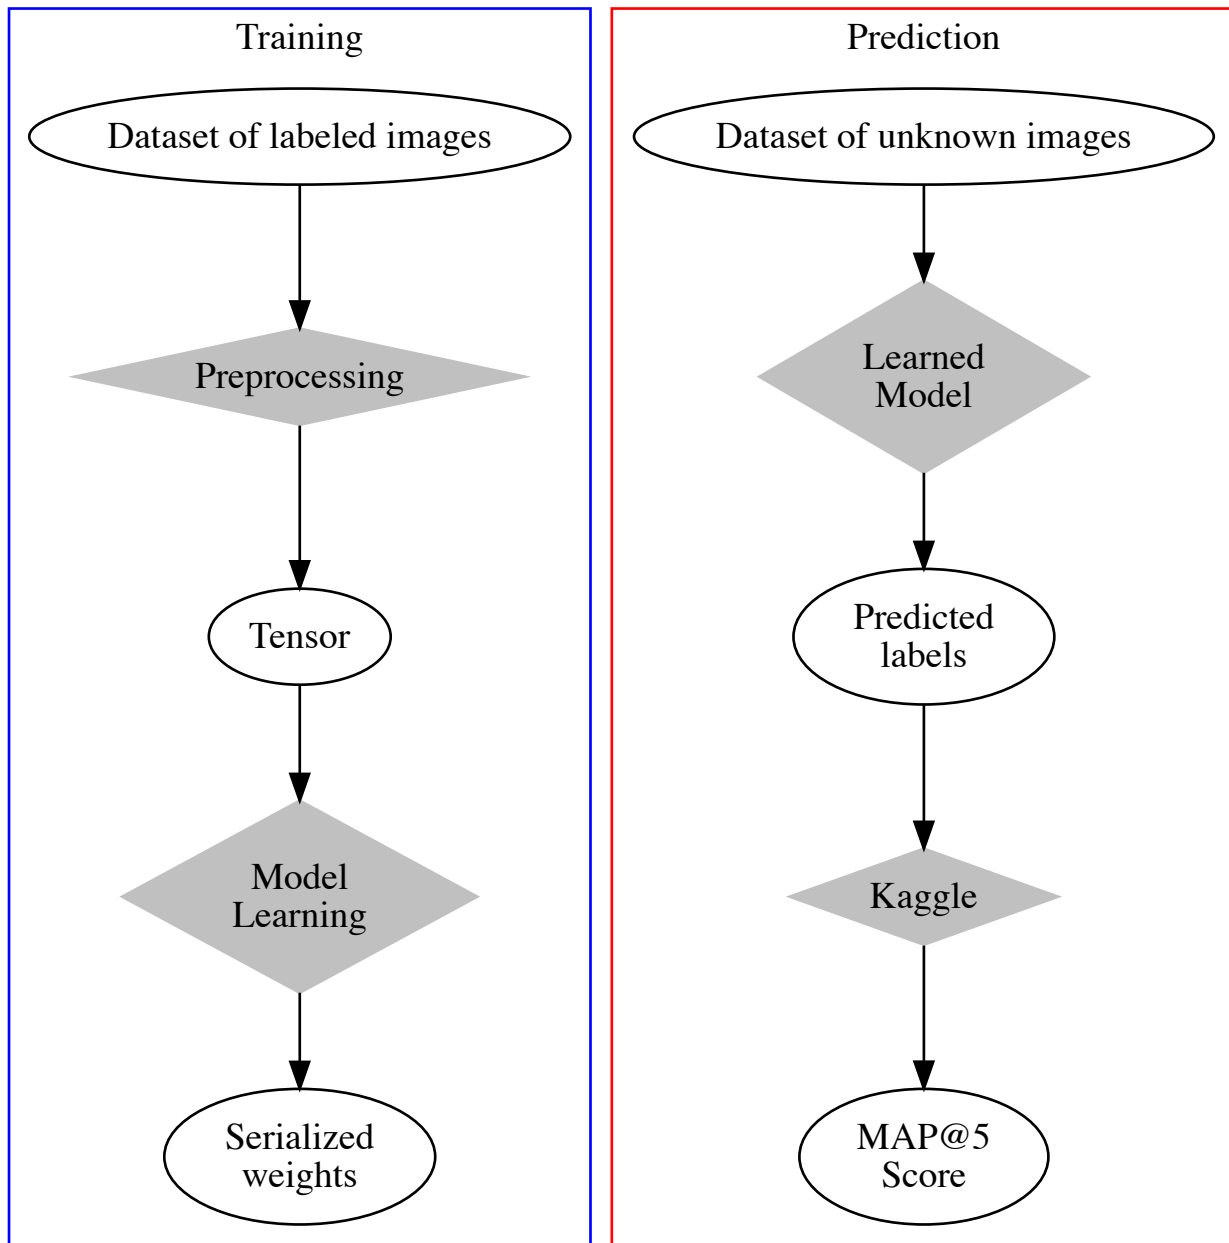 Training
Dataset of labeled images
Preprocessing
Tensor
Model
Learning
Serialized
weights
Prediction
Dataset of unknown images
Learned
Model
Predicted
labels
Kaggle
MAP@5
Score